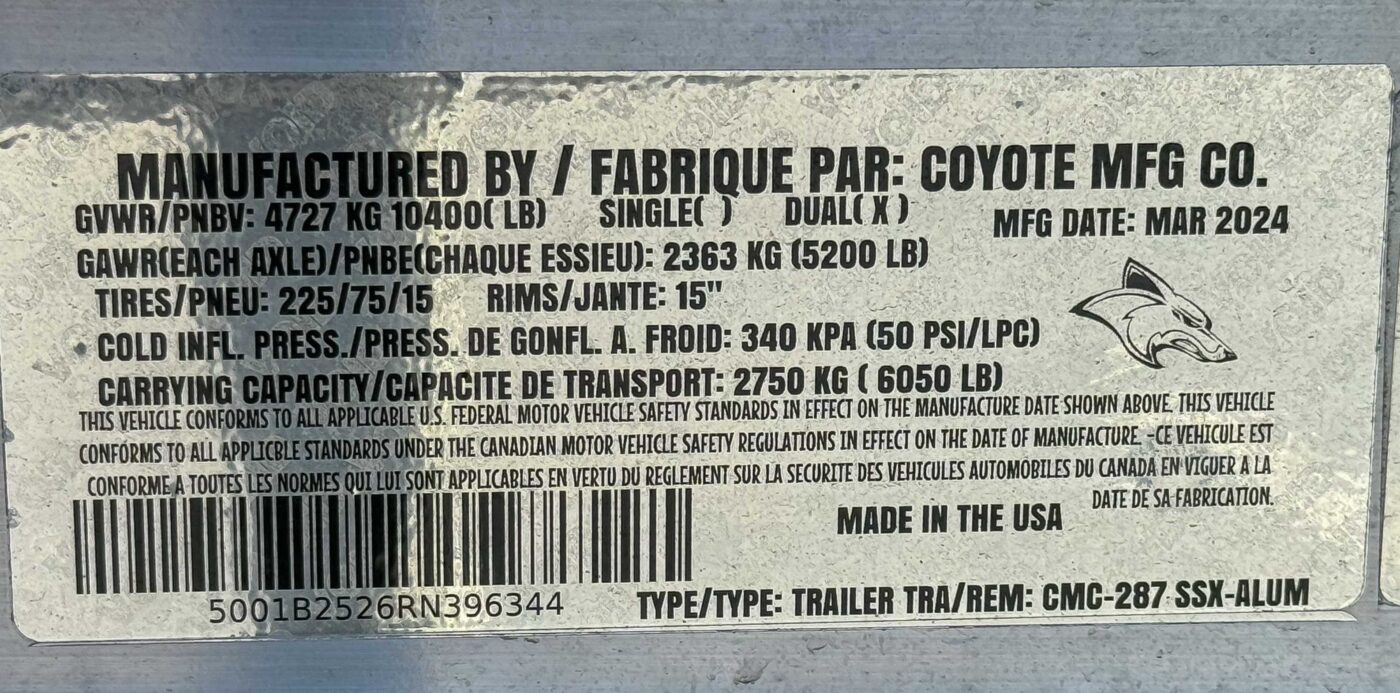 MANUFACTURED BY / FABRIQUE PAR: COYOTE MFG CO.
GVWR/PNBV: 4727 KG 10400( LB) SINGLE( ) DUAL( X ) MFG DATE: MAR 2024
GAWR(EACH AXLE)/PNBE(CHAQUE ESSIEU): 2363 KG (5200 LB)
TIRES/PNEU: 225/75/15 RIMS/JANTE: 15"
COLD INFL. PRESS./PRESS. DE GONFL. A. FROID: 340 KPA (50 PSI/LPC)
CARRYING CAPACITY/CAPACITE DE TRANSPORT: 2750 KG ( 6050 LB)
THIS VEHICLE CONFORMS TO ALL APPLICABLE U.S. FEDERAL MOTOR VEHICLE SAFETY STANDARDS IN EFFECT ON THE MANUFACTURE DATE SHOWN ABOVE. THIS VEHICLE
CONFORMS TO ALL APPLICBLE STANDARDS UNDER THE CANADIAN MOTOR VEHICLE SAFETY REGULATIONS IN EFFECT ON THE DATE OF MANUFACTURE. -CE VEHICULE EST
CONFORME A TOUTES LES NORMES QUI LUI SONT APPLICABLES EN VERTU DU REGLEMENT SUR LA SECURITE DES VEHICULES AUTOMOBILES DU CANADA EN VIGUER A LA
DATE DE SA FABRICATION.
MADE IN THE USA
5001B2526RN396344
TYPE/TYPE: TRAILER TRA/REM: CMC-287 SSX-ALUM